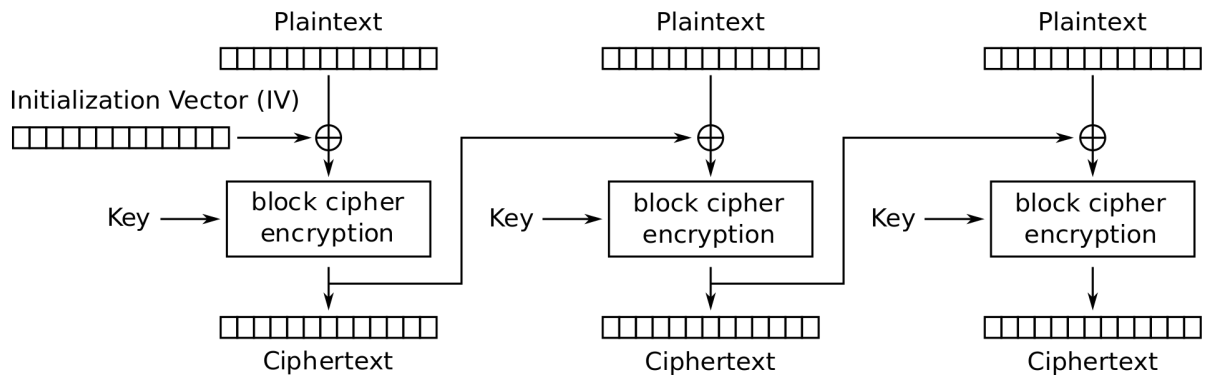 Plaintext
Plaintext
Plaintext
Initialization Vector (IV)
Key
block cipher
encryption
Key
block cipher
encryption
Key
block cipher
encryption
Ciphertext
Ciphertext
Ciphertext